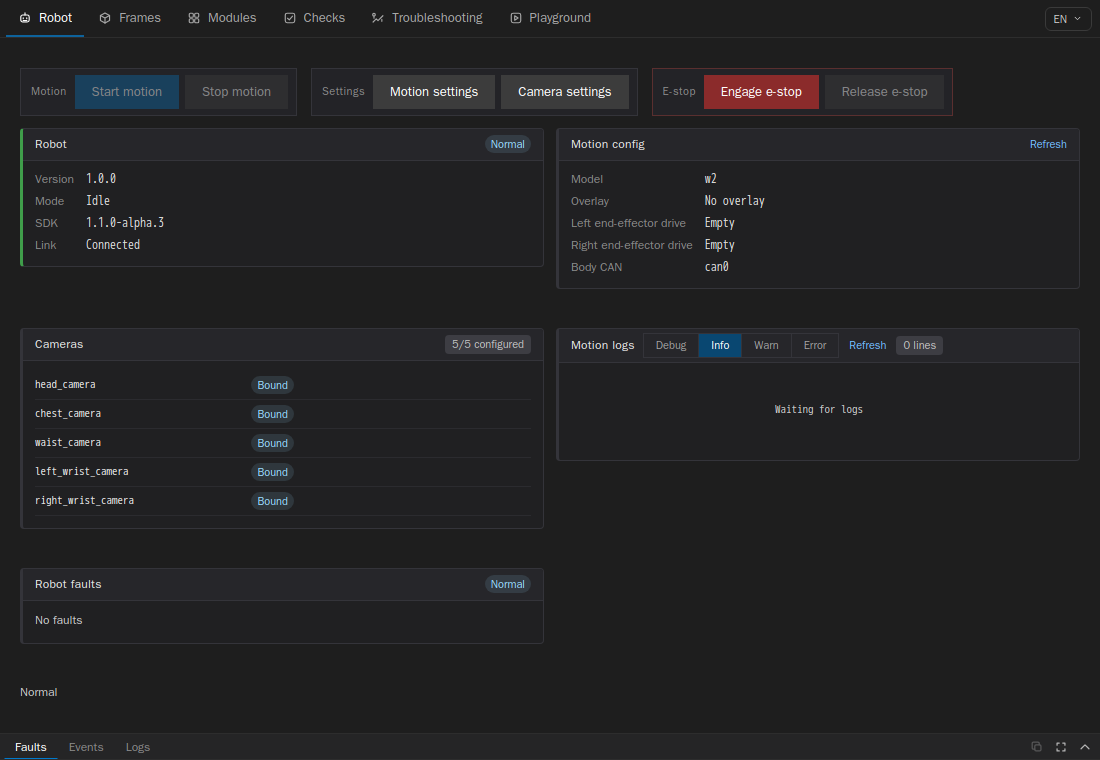 Robot Frames Modules Checks Troubleshooting Playground EN
Motion Start motion Stop motion Settings Motion settings Camera settings E-stop Engage e-stop Release e-stop
Robot Normal
Version 1.0.0
Mode Idle
SDK 1.1.0-alpha.3
Link Connected
Motion config Refresh
Model w2
Overlay No overlay
Left end-effector drive Empty
Right end-effector drive Empty
Body CAN can0
Cameras 5/5 configured
head_camera Bound
chest_camera Bound
waist_camera Bound
left_wrist_camera Bound
right_wrist_camera Bound
Motion logs Debug Info Warn Error Refresh 0 lines
Waiting for logs
Robot faults Normal
No faults
Normal
Faults Events Logs